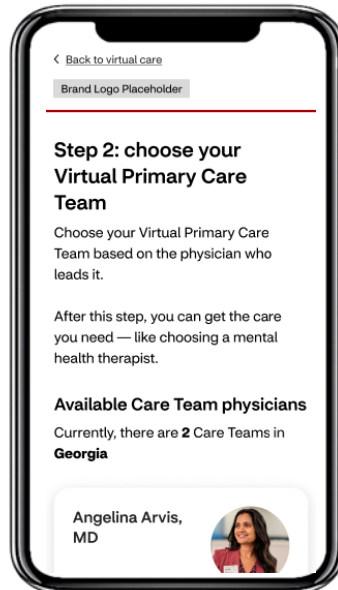 Back to virtual care
Brand Logo Placeholder
Step 2: choose your
Virtual Primary Care
Team
Choose your Virtual Primary Care
Team based on the physician who
leads it.
After this step, you can get the care
you need — like choosing a mental
health therapist.
Available Care Team physicians
Currently, there are 2 Care Teams in
Georgia
Angelina Arvis,
MD